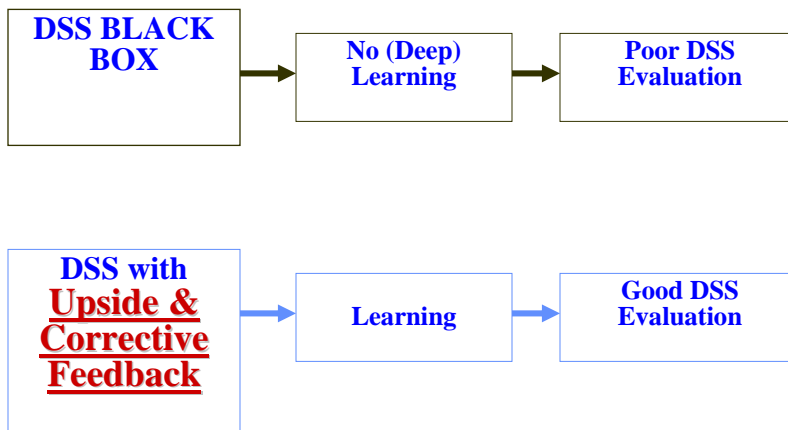 DSS BLACK
BOX
No (Deep)
Learning
Poor DSS
Evaluation
DSS with
Upside &
Corrective
Feedback
Learning
Good DSS
Evaluation